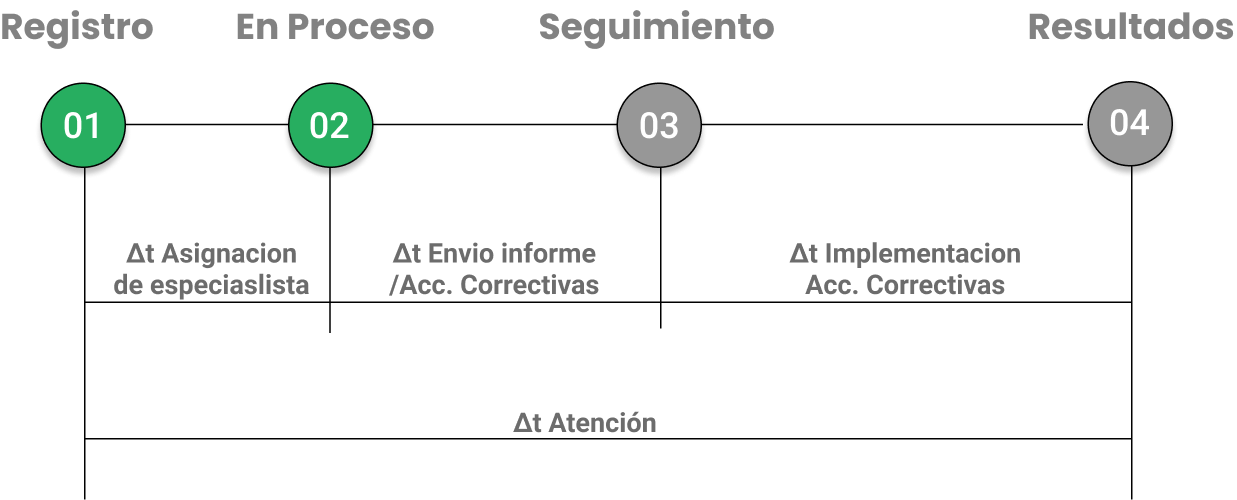 Registro En Proceso Seguimiento Resultados
01 02 03 04
Δt Asignacion Δt Envio informe Δt Implementacion
de especiaslista /Acc. Correctivas Acc. Correctivas
Δt Atención